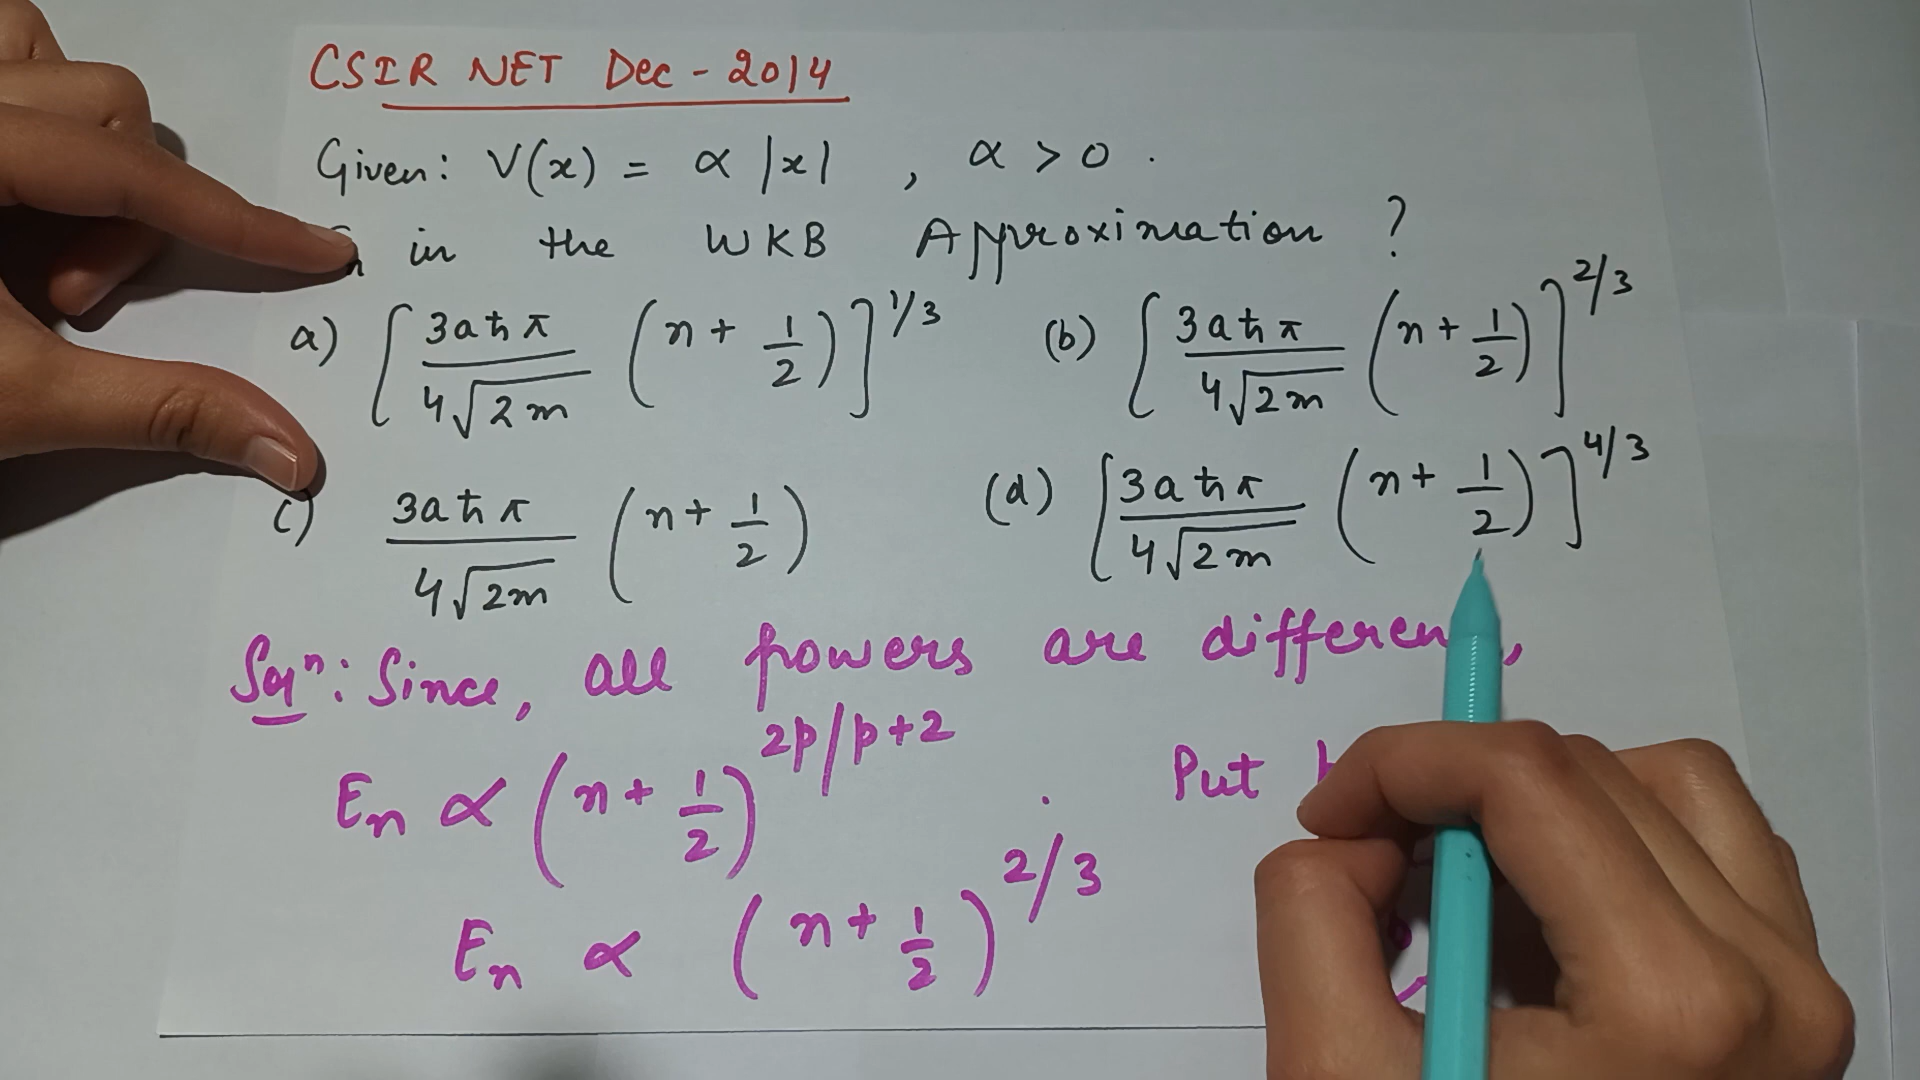 CSIR NET Dec - 2014
Given: V(x) = α |x| , α > 0 .
in the WKB Approximation ?
a) [3aħπ/4√2m (n + 1/2)]^1/3 (b) [3aħπ/4√2m (n + 1/2)]^2/3
c) 3aħπ/4√2m (n + 1/2) (d) [3aħπ/4√2m (n + 1/2)]^4/3
Solⁿ: Since, all powers are different,
En ∝ (n + 1/2)^2p/p+2 . Put
En ∝ (n + 1/2)^2/3